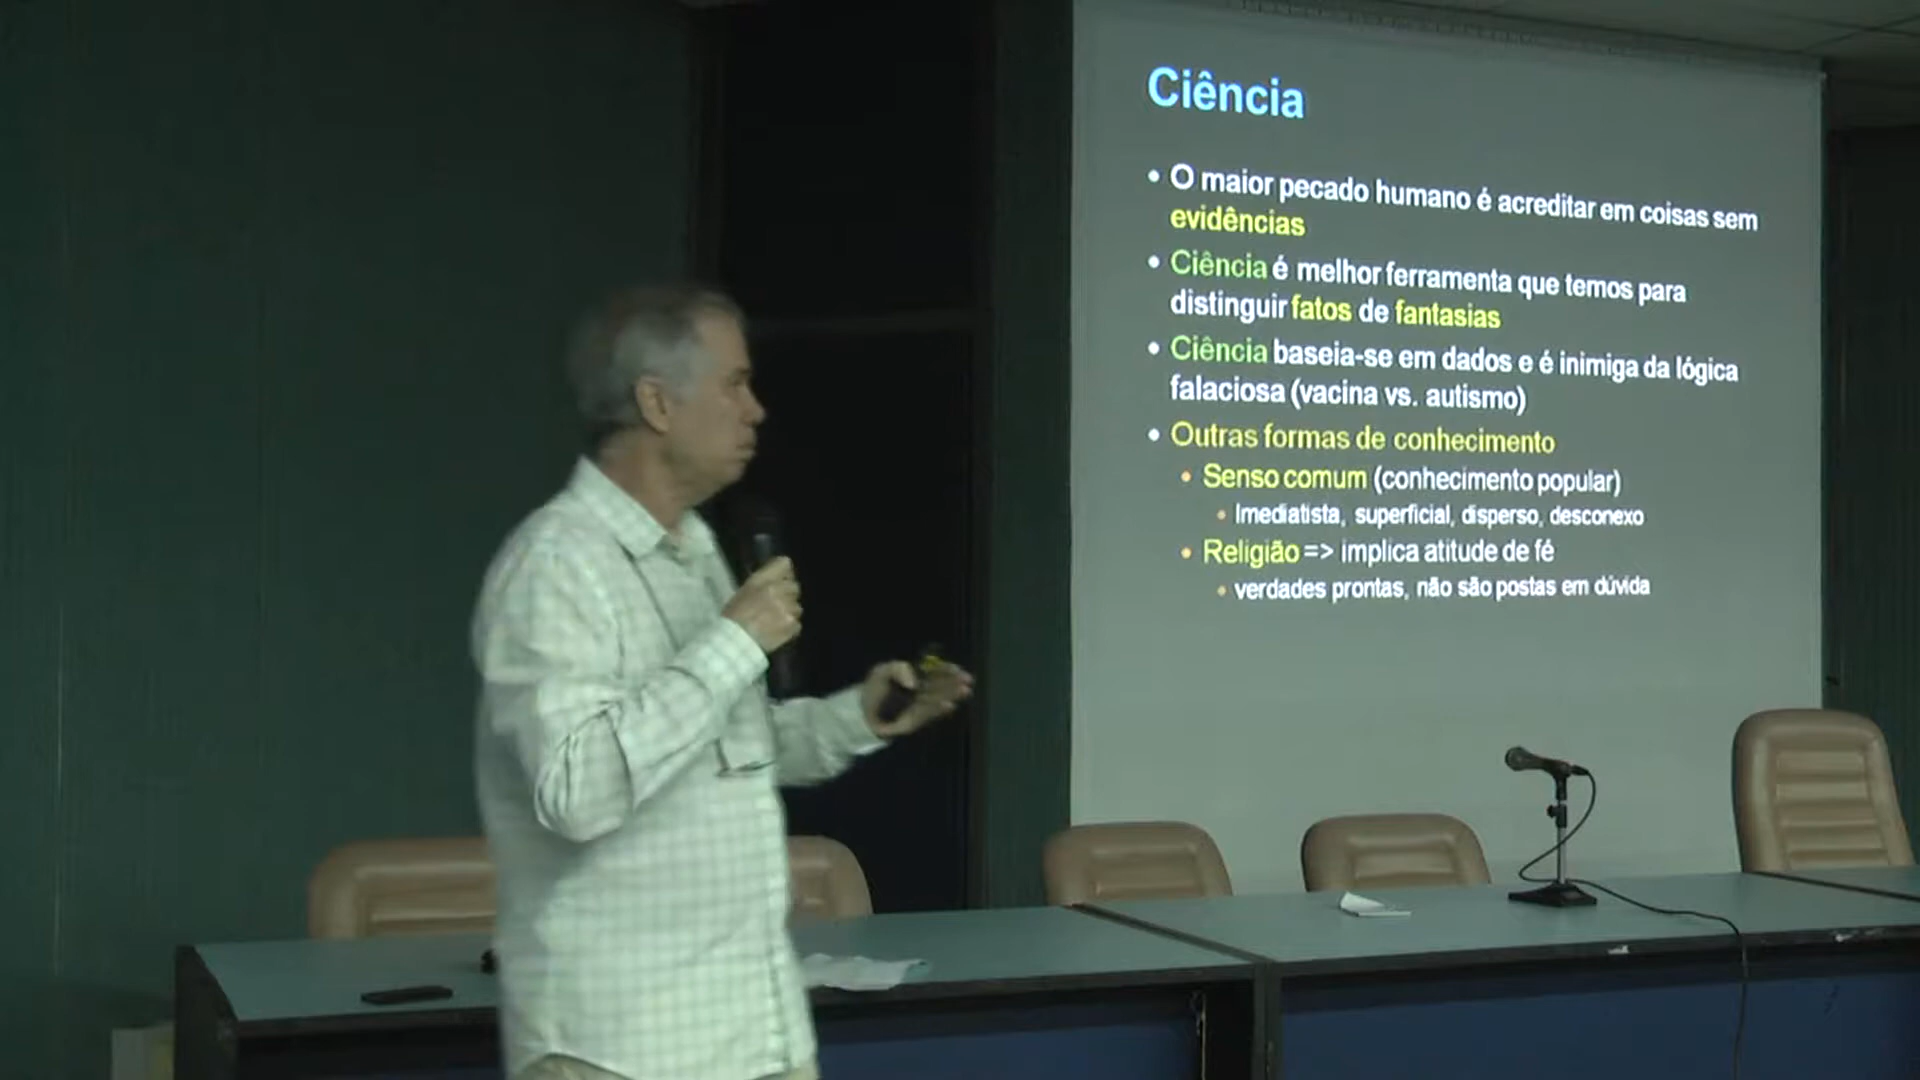 Ciência
• O maior pecado humano é acreditar em coisas sem
evidências
• Ciência é melhor ferramenta que temos para
distinguir fatos de fantasias
• Ciência baseia-se em dados e é inimiga da lógica
falaciosa (vacina vs. autismo)
• Outras formas de conhecimento
• Senso comum (conhecimento popular)
• Imediatista, superficial, disperso, desconexo
• Religião => implica atitude de fé
• verdades prontas, não são postas em dúvida